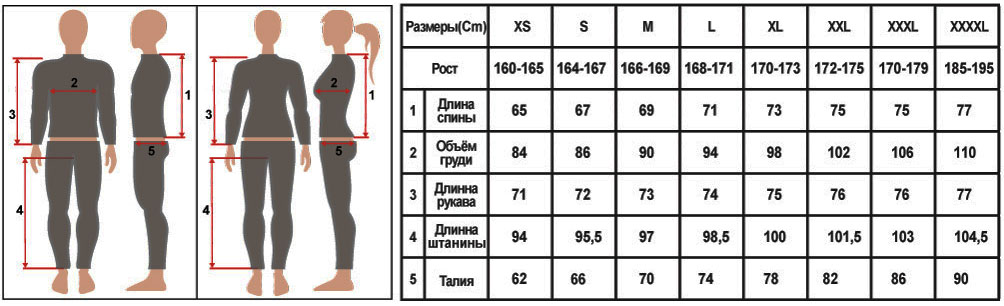 2
3
1
5
4
2
3
1
5
4
Размеры(Cm) XS S M L XL XXL XXXL XXXXL
Рост 160-165 164-167 166-169 168-171 170-173 172-175 170-179 185-195
1 Длина спины 65 67 69 71 73 75 75 77
2 Объём груди 84 86 90 94 98 102 106 110
3 Длинна рукава 71 72 73 74 75 76 76 77
4 Длинна штанины 94 95,5 97 98,5 100 101,5 103 104,5
5 Талия 62 66 70 74 78 82 86 90